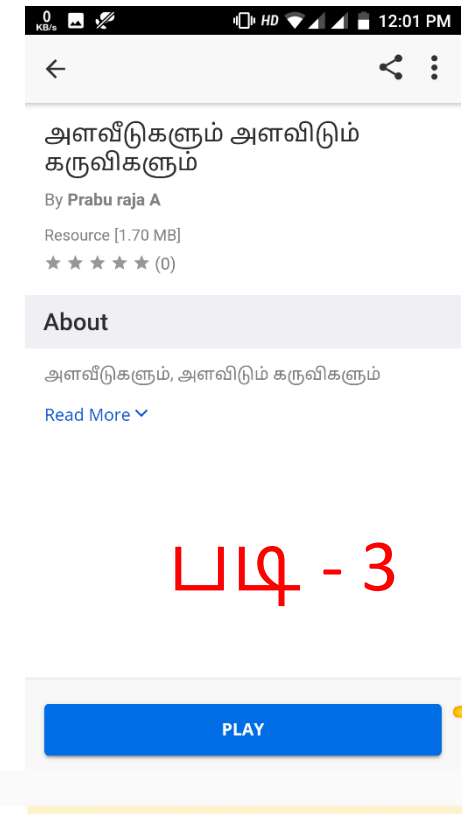 0 KB/s HD 12:01 PM
அளவீடுகளும் அளவிடும்
கருவிகளும்
By Prabu raja A
Resource [1.70 MB]
(0)
About
அளவீடுகளும், அளவிடும் கருவிகளும்
Read More
படி - 3
PLAY